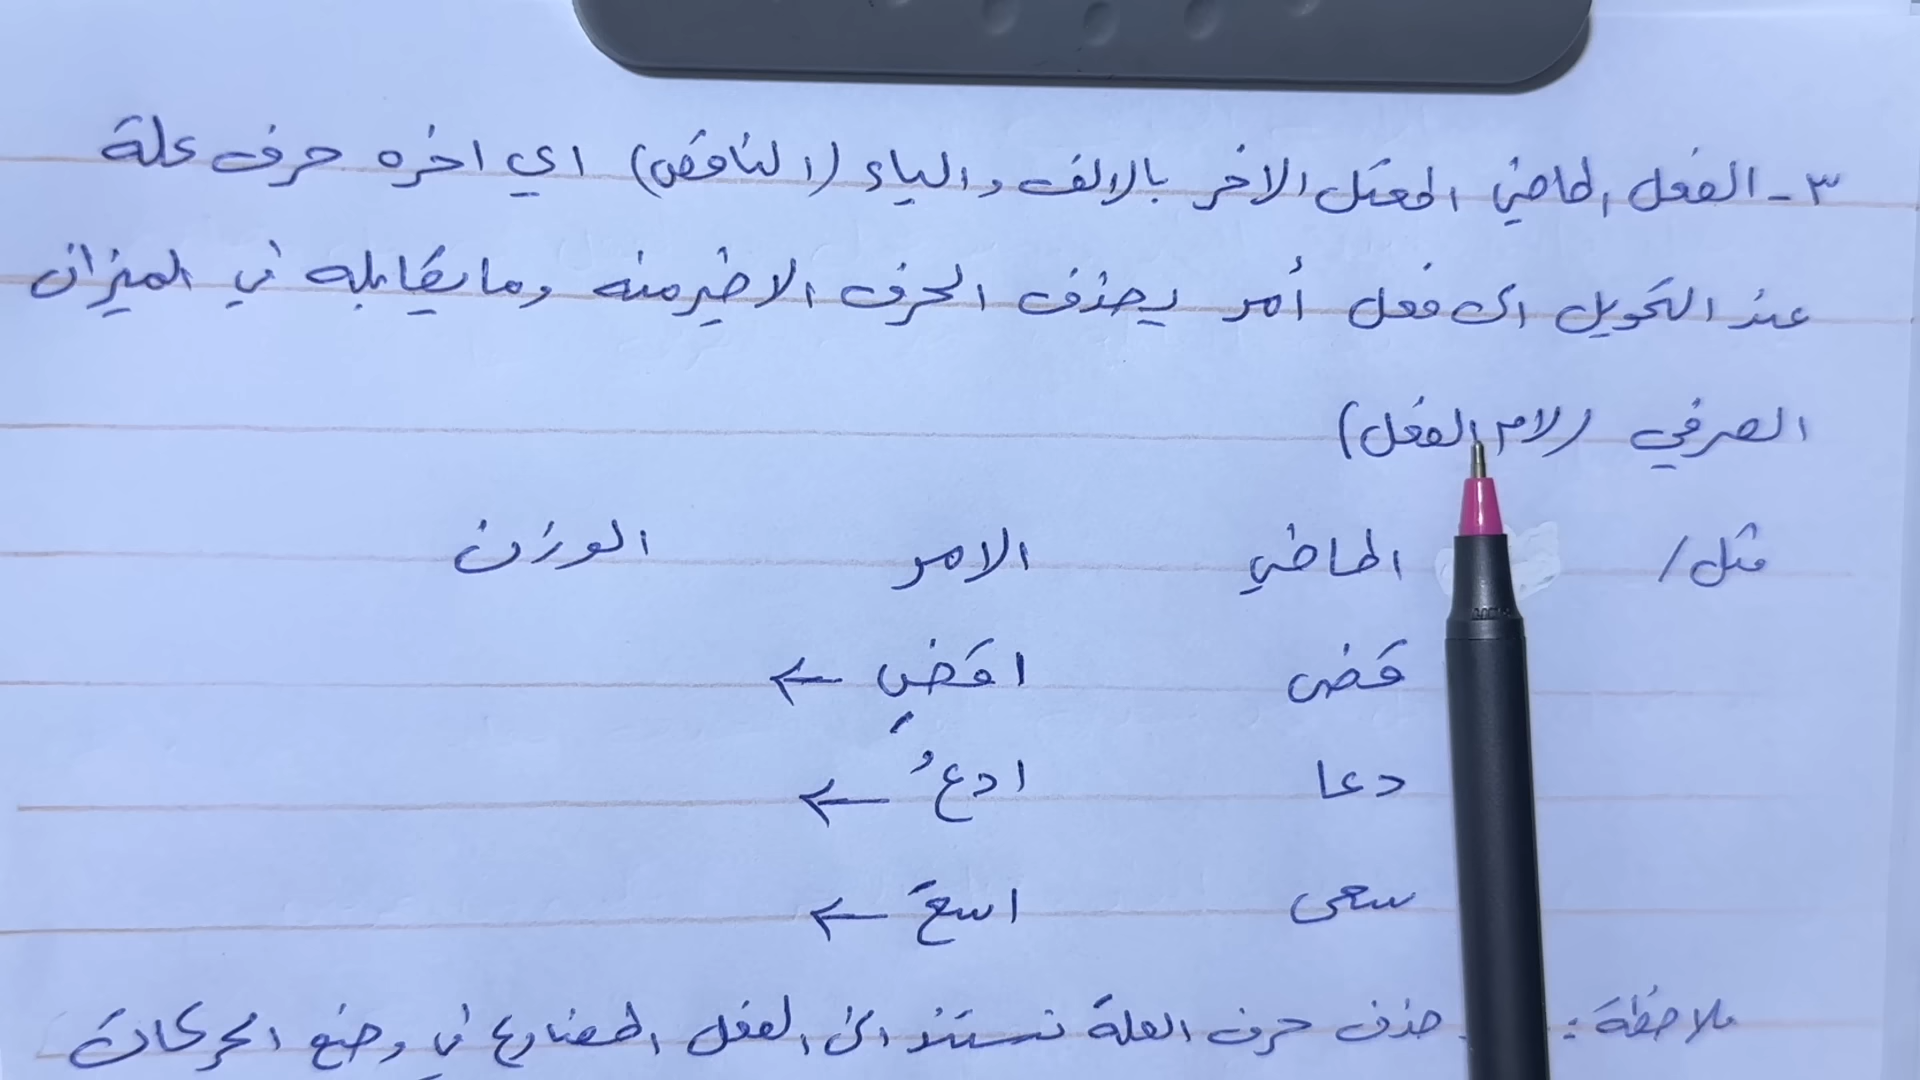 ٣- الفعل الماضي المعتل الاخر بالالف والياء (الناقص) اي اخره حرف علة
عند التحويل الى فعل أمر يحذف الحرف الاخير منه وما يقابله في الميزان
الصرفي (لام الفعل)
مثل / الماضي الامر الوزن
قضى اقضِ ←
دعا ادعُ ←
سعى اسعَ ←
ملاحظة: حذف حرف العلة نستند الى الفعل المضارع في وضع الحركات